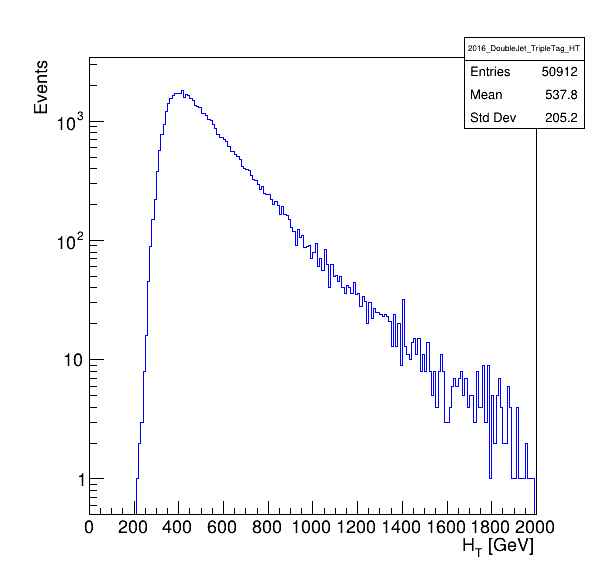 2016_DoubleJet_TripleTag_HT
Entries 50912
Mean 537.8
Std Dev 205.2
Events
10³
10²
10
1
0 200 400 600 800 1000 1200 1400 1600 1800 2000
H_T [GeV]